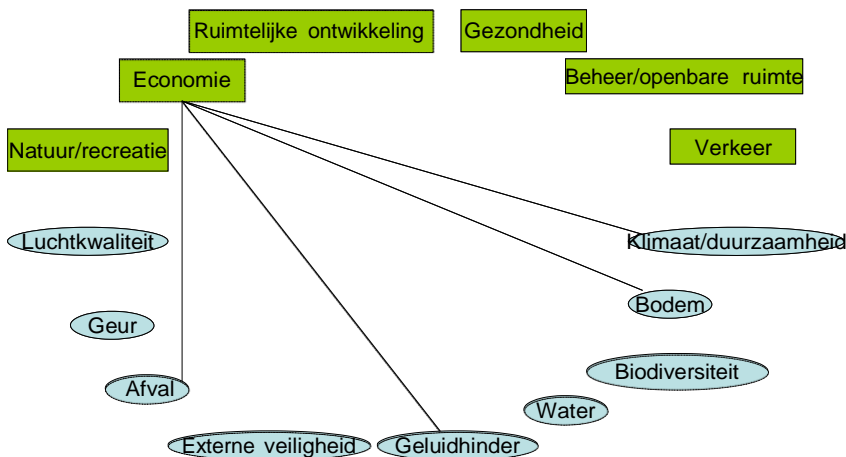 Ruimtelijke ontwikkeling
Gezondheid
Economie
Beheer/openbare ruimte
Natuur/recreatie
Verkeer
Luchtkwaliteit
Klimaat/duurzaamheid
Bodem
Geur
Biodiversiteit
Afval
Water
Externe veiligheid
Geluidhinder